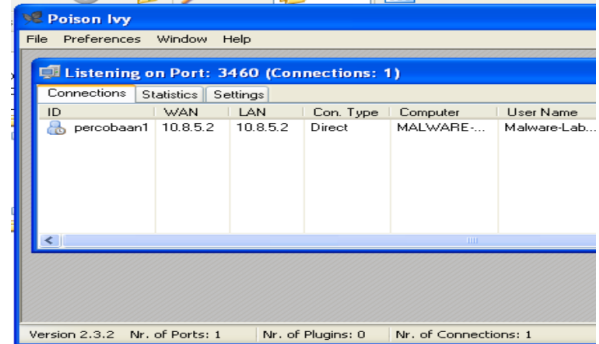 Poison Ivy
File Preferences Window Help
Listening on Port: 3460 (Connections: 1)
Connections Statistics Settings
ID WAN LAN Con. Type Computer User Name
percobaan1 10.8.5.2 10.8.5.2 Direct MALWARE-... Malware-Lab...
Version 2.3.2 Nr. of Ports: 1 Nr. of Plugins: 0 Nr. of Connections: 1